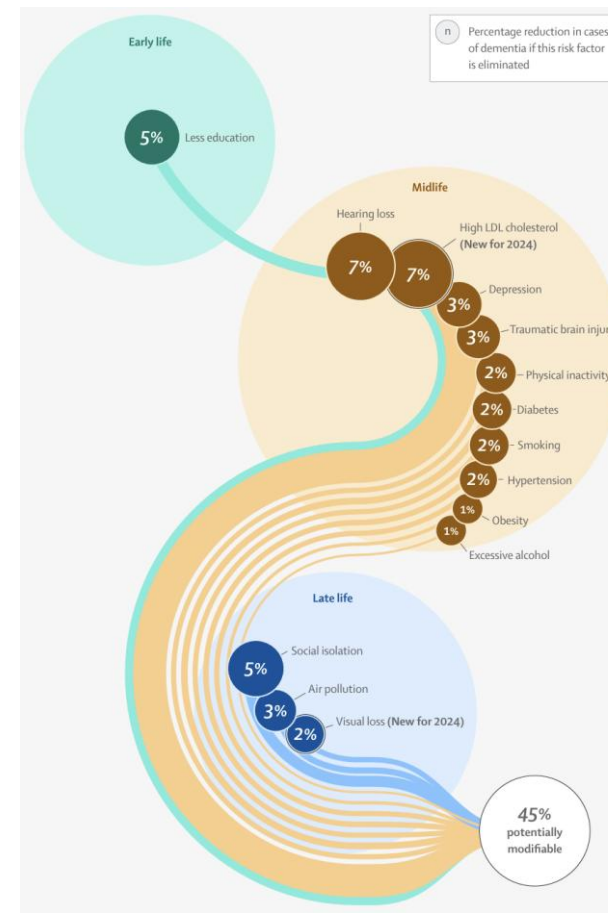 n
Percentage reduction in cases
of dementia if this risk factor
is eliminated
Early life
5%
Less education
Midlife
Hearing loss
7%
High LDL cholesterol
(New for 2024)
7%
Depression
3%
Traumatic brain injur
3%
Physical inactivity
2%
Diabetes
2%
Smoking
2%
Hypertension
2%
Obesity
1%
Excessive alcohol
1%
Late life
Social isolation
5%
Air pollution
3%
Visual loss (New for 2024)
2%
45%
potentially
modifiable